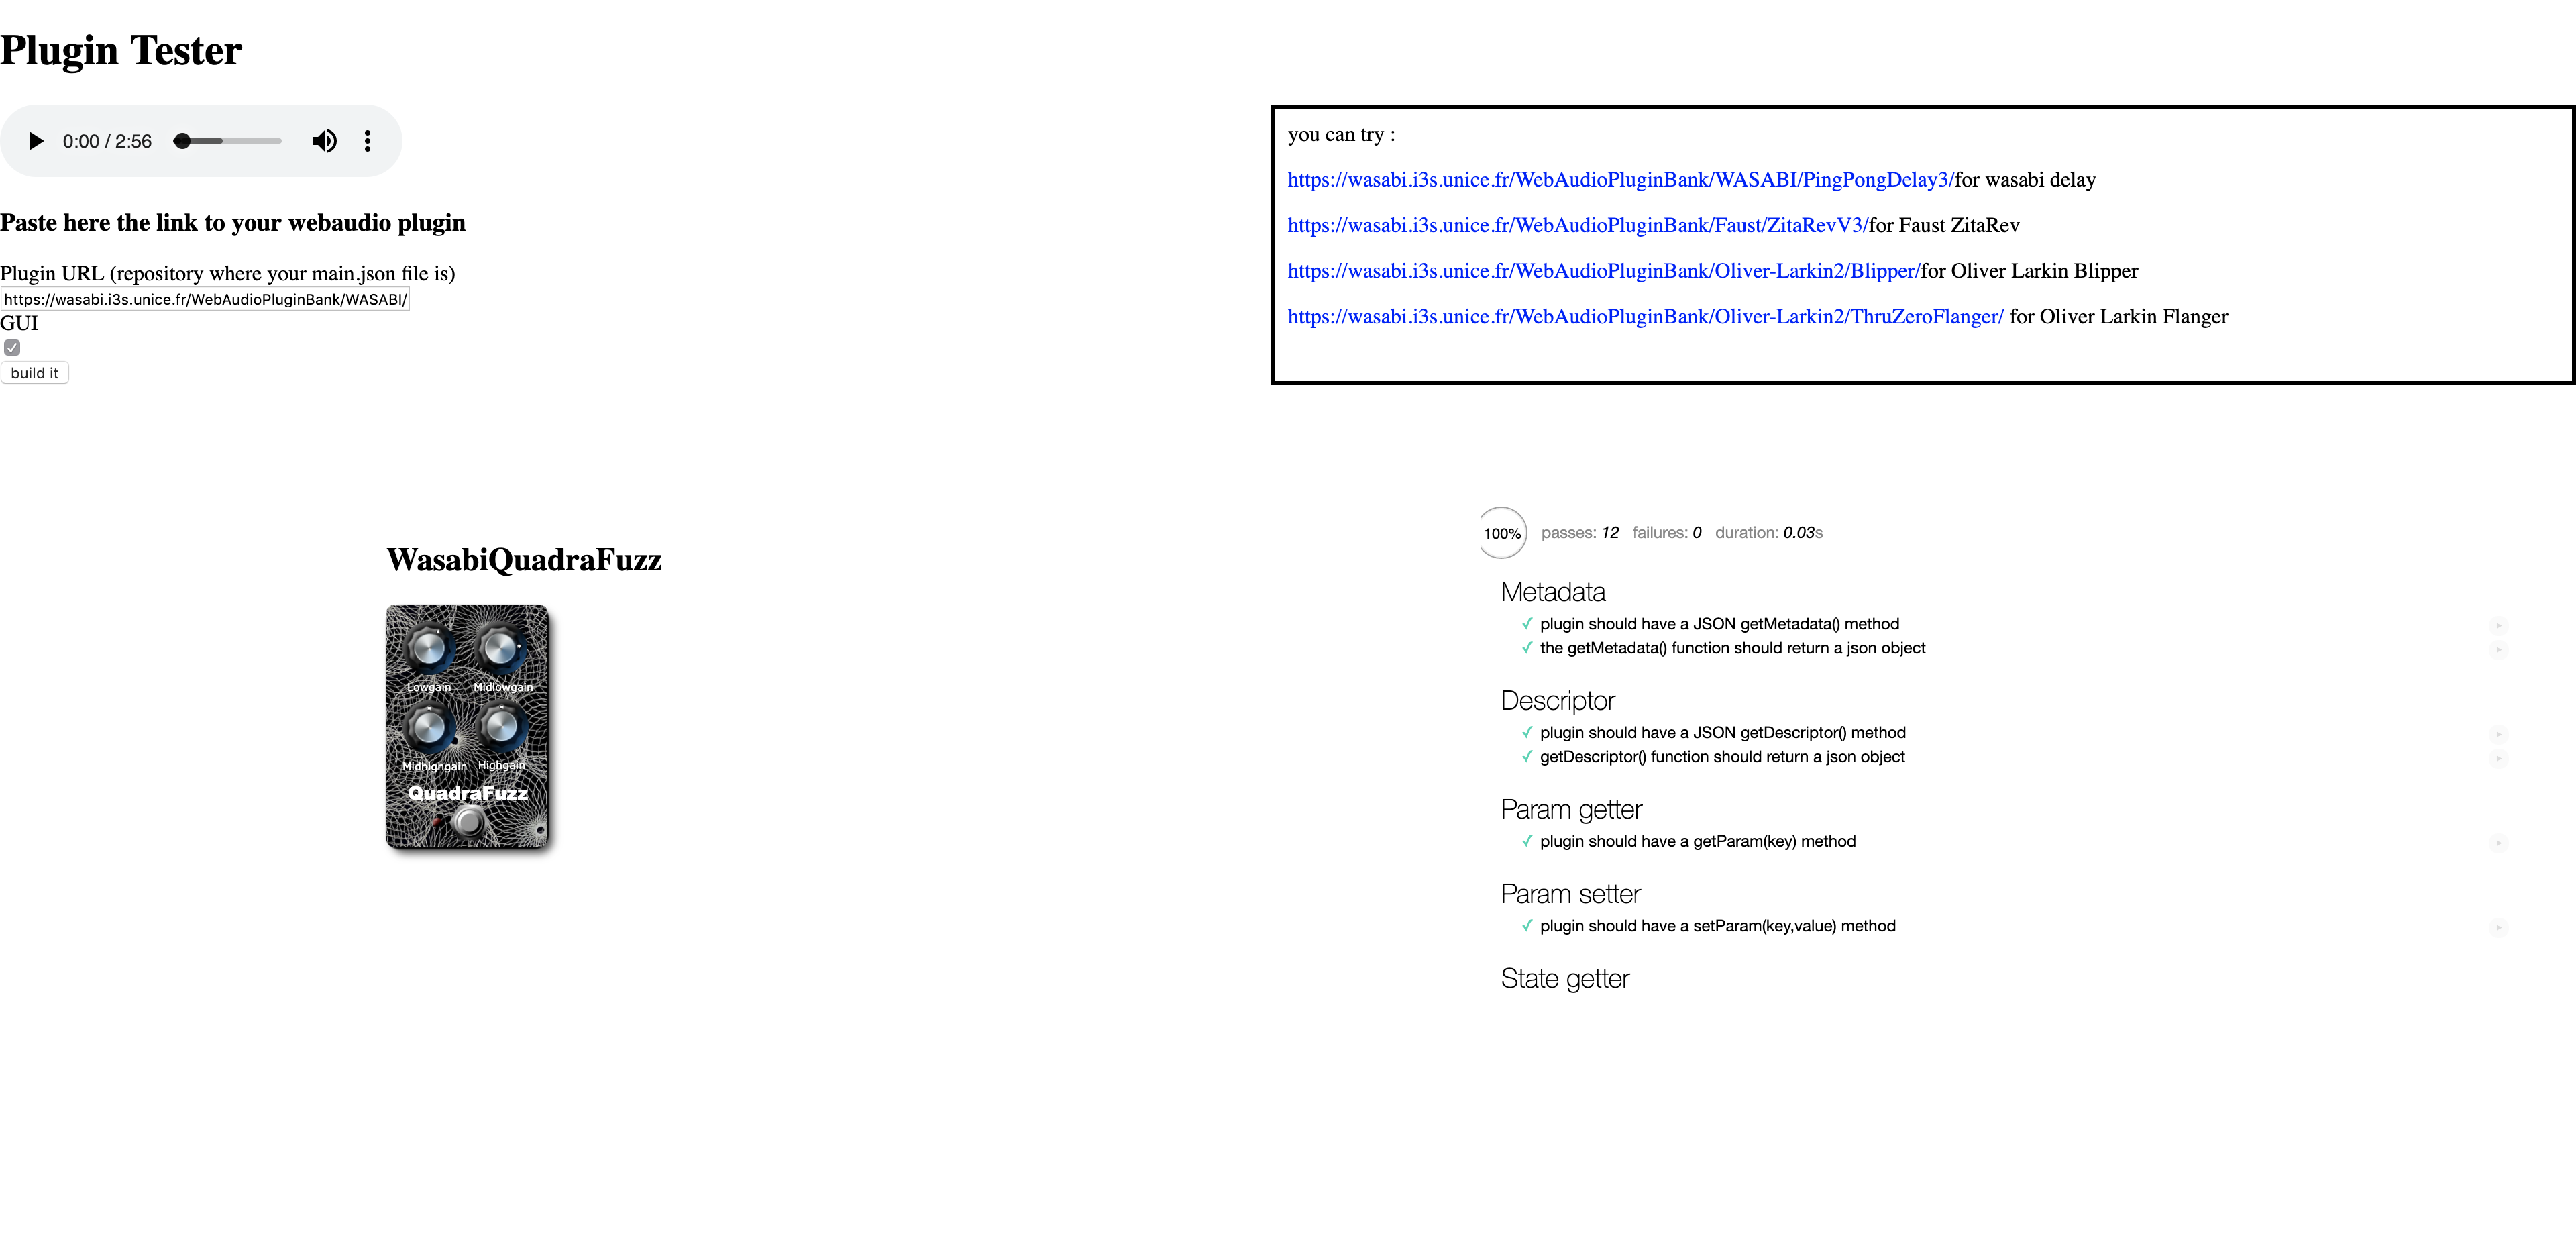 Plugin Tester
0:00 / 2:56
Paste here the link to your webaudio plugin
Plugin URL (repository where your main.json file is)
https://wasabi.i3s.unice.fr/WebAudioPluginBank/WASABI/
GUI
build it
you can try :
https://wasabi.i3s.unice.fr/WebAudioPluginBank/WASABI/PingPongDelay3/for wasabi delay
https://wasabi.i3s.unice.fr/WebAudioPluginBank/Faust/ZitaRevV3/for Faust ZitaRev
https://wasabi.i3s.unice.fr/WebAudioPluginBank/Oliver-Larkin2/Blipper/for Oliver Larkin Blipper
https://wasabi.i3s.unice.fr/WebAudioPluginBank/Oliver-Larkin2/ThruZeroFlanger/ for Oliver Larkin Flanger
WasabiQuadraFuzz
Lowgain Midlowgain
Midhighgain Highgain
QuadraFuzz
100% passes: 12 failures: 0 duration: 0.03s
Metadata
✓ plugin should have a JSON getMetadata() method
✓ the getMetadata() function should return a json object
Descriptor
✓ plugin should have a JSON getDescriptor() method
✓ getDescriptor() function should return a json object
Param getter
✓ plugin should have a getParam(key) method
Param setter
✓ plugin should have a setParam(key,value) method
State getter